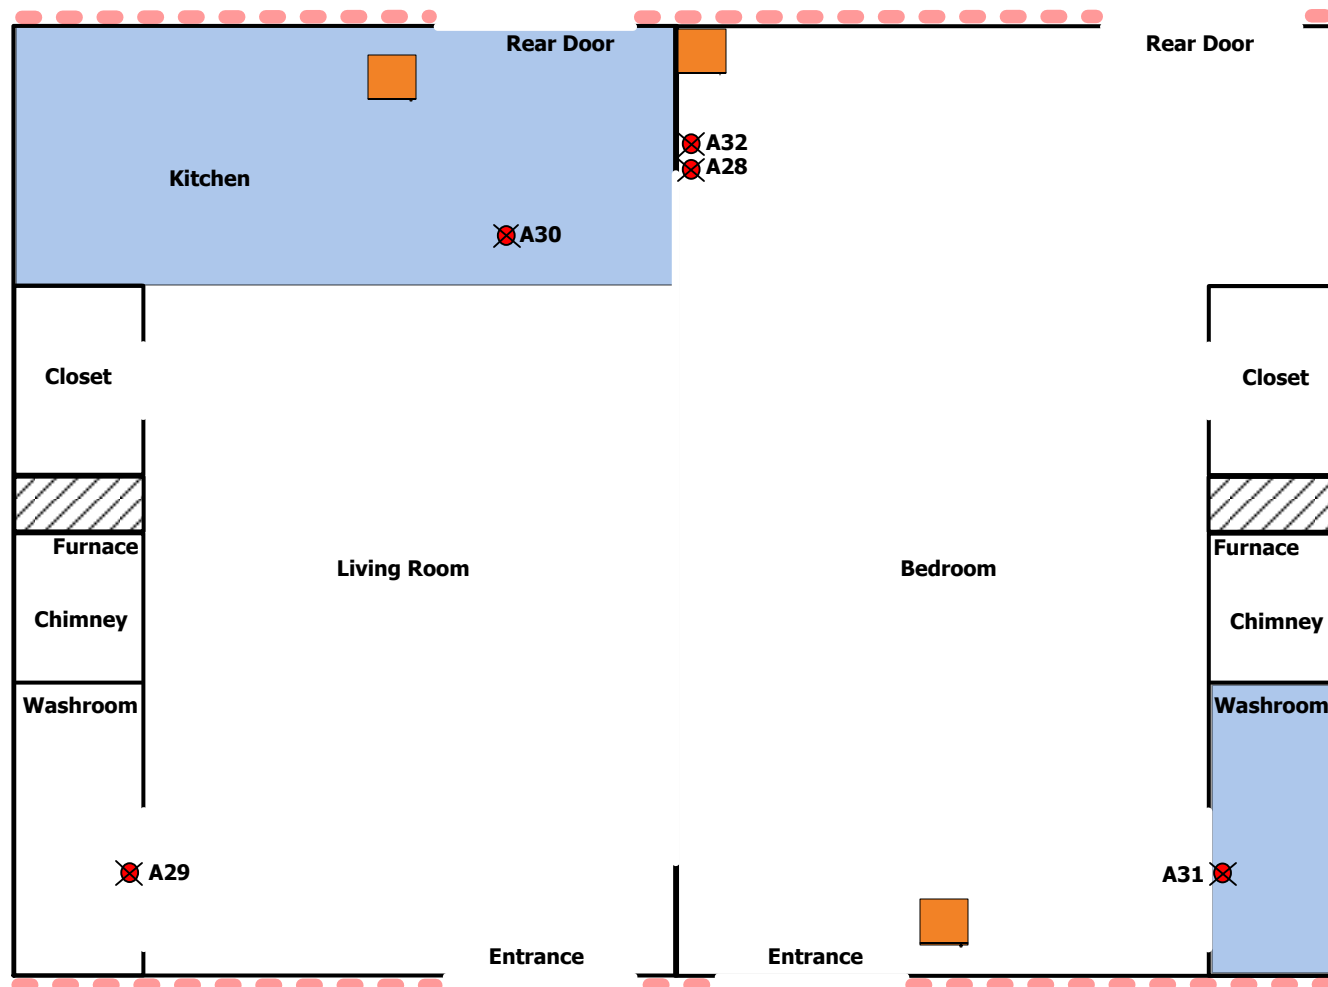 Rear Door
Rear Door
A32
A28
Kitchen
A30
Closet
Closet
Furnace
Furnace
Living Room
Bedroom
Chimney
Chimney
Washroom
Washroom
A29
A31
Entrance
Entrance